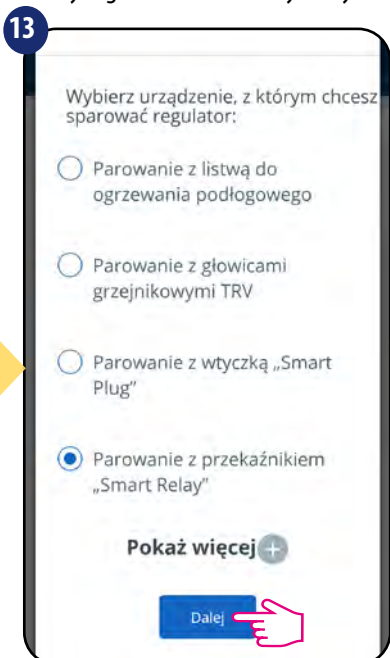 13
Wybierz urządzenie, z którym chcesz
sparować regulator:
Parowanie z listwą do
ogrzewania podłogowego
Parowanie z głowicami
grzejnikowymi TRV
Parowanie z wtyczką „Smart
Plug”
Parowanie z przekaźnikiem
„Smart Relay”
Pokaż więcej +
Dalej